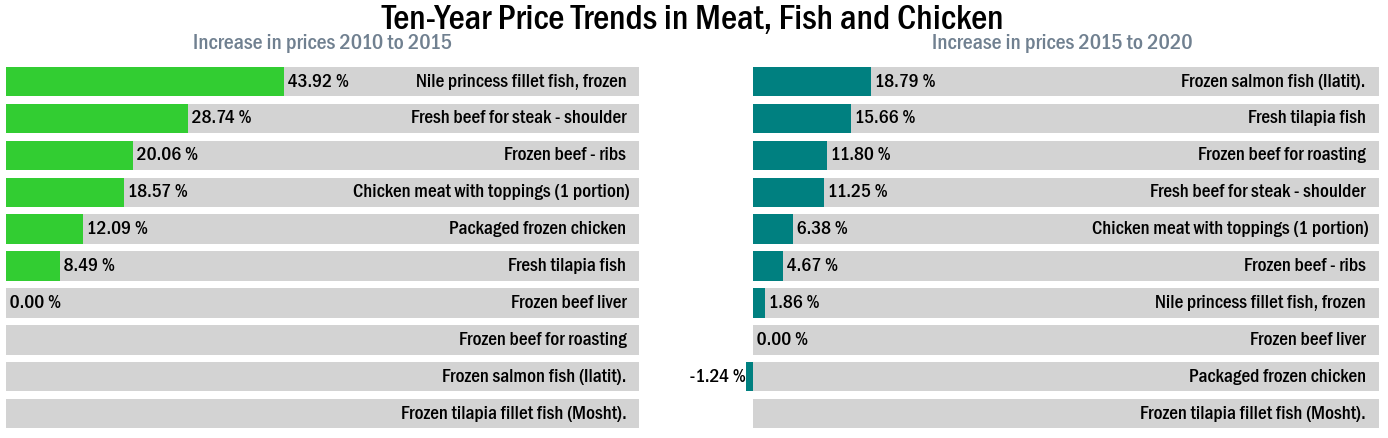 Ten-Year Price Trends in Meat, Fish and Chicken
Increase in prices 2010 to 2015
43.92 % Nile princess fillet fish, frozen
28.74 % Fresh beef for steak - shoulder
20.06 % Frozen beef - ribs
18.57 % Chicken meat with toppings (1 portion)
12.09 % Packaged frozen chicken
8.49 % Fresh tilapia fish
0.00 % Frozen beef liver
Frozen beef for roasting
Frozen salmon fish (Ilatit).
Frozen tilapia fillet fish (Mosht).
Increase in prices 2015 to 2020
18.79 % Frozen salmon fish (Ilatit).
15.66 % Fresh tilapia fish
11.80 % Frozen beef for roasting
11.25 % Fresh beef for steak - shoulder
6.38 % Chicken meat with toppings (1 portion)
4.67 % Frozen beef - ribs
1.86 % Nile princess fillet fish, frozen
0.00 % Frozen beef liver
-1.24 % Packaged frozen chicken
Frozen tilapia fillet fish (Mosht).